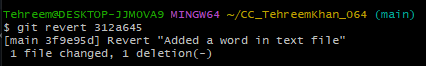 Tehreem@DESKTOP-JJMOVA9 MINGW64 ~/CC_TehreemKhan_064 (main)
$ git revert 312a645
[main 3f9e95d] Revert "Added a word in text file"
 1 file changed, 1 deletion(-)